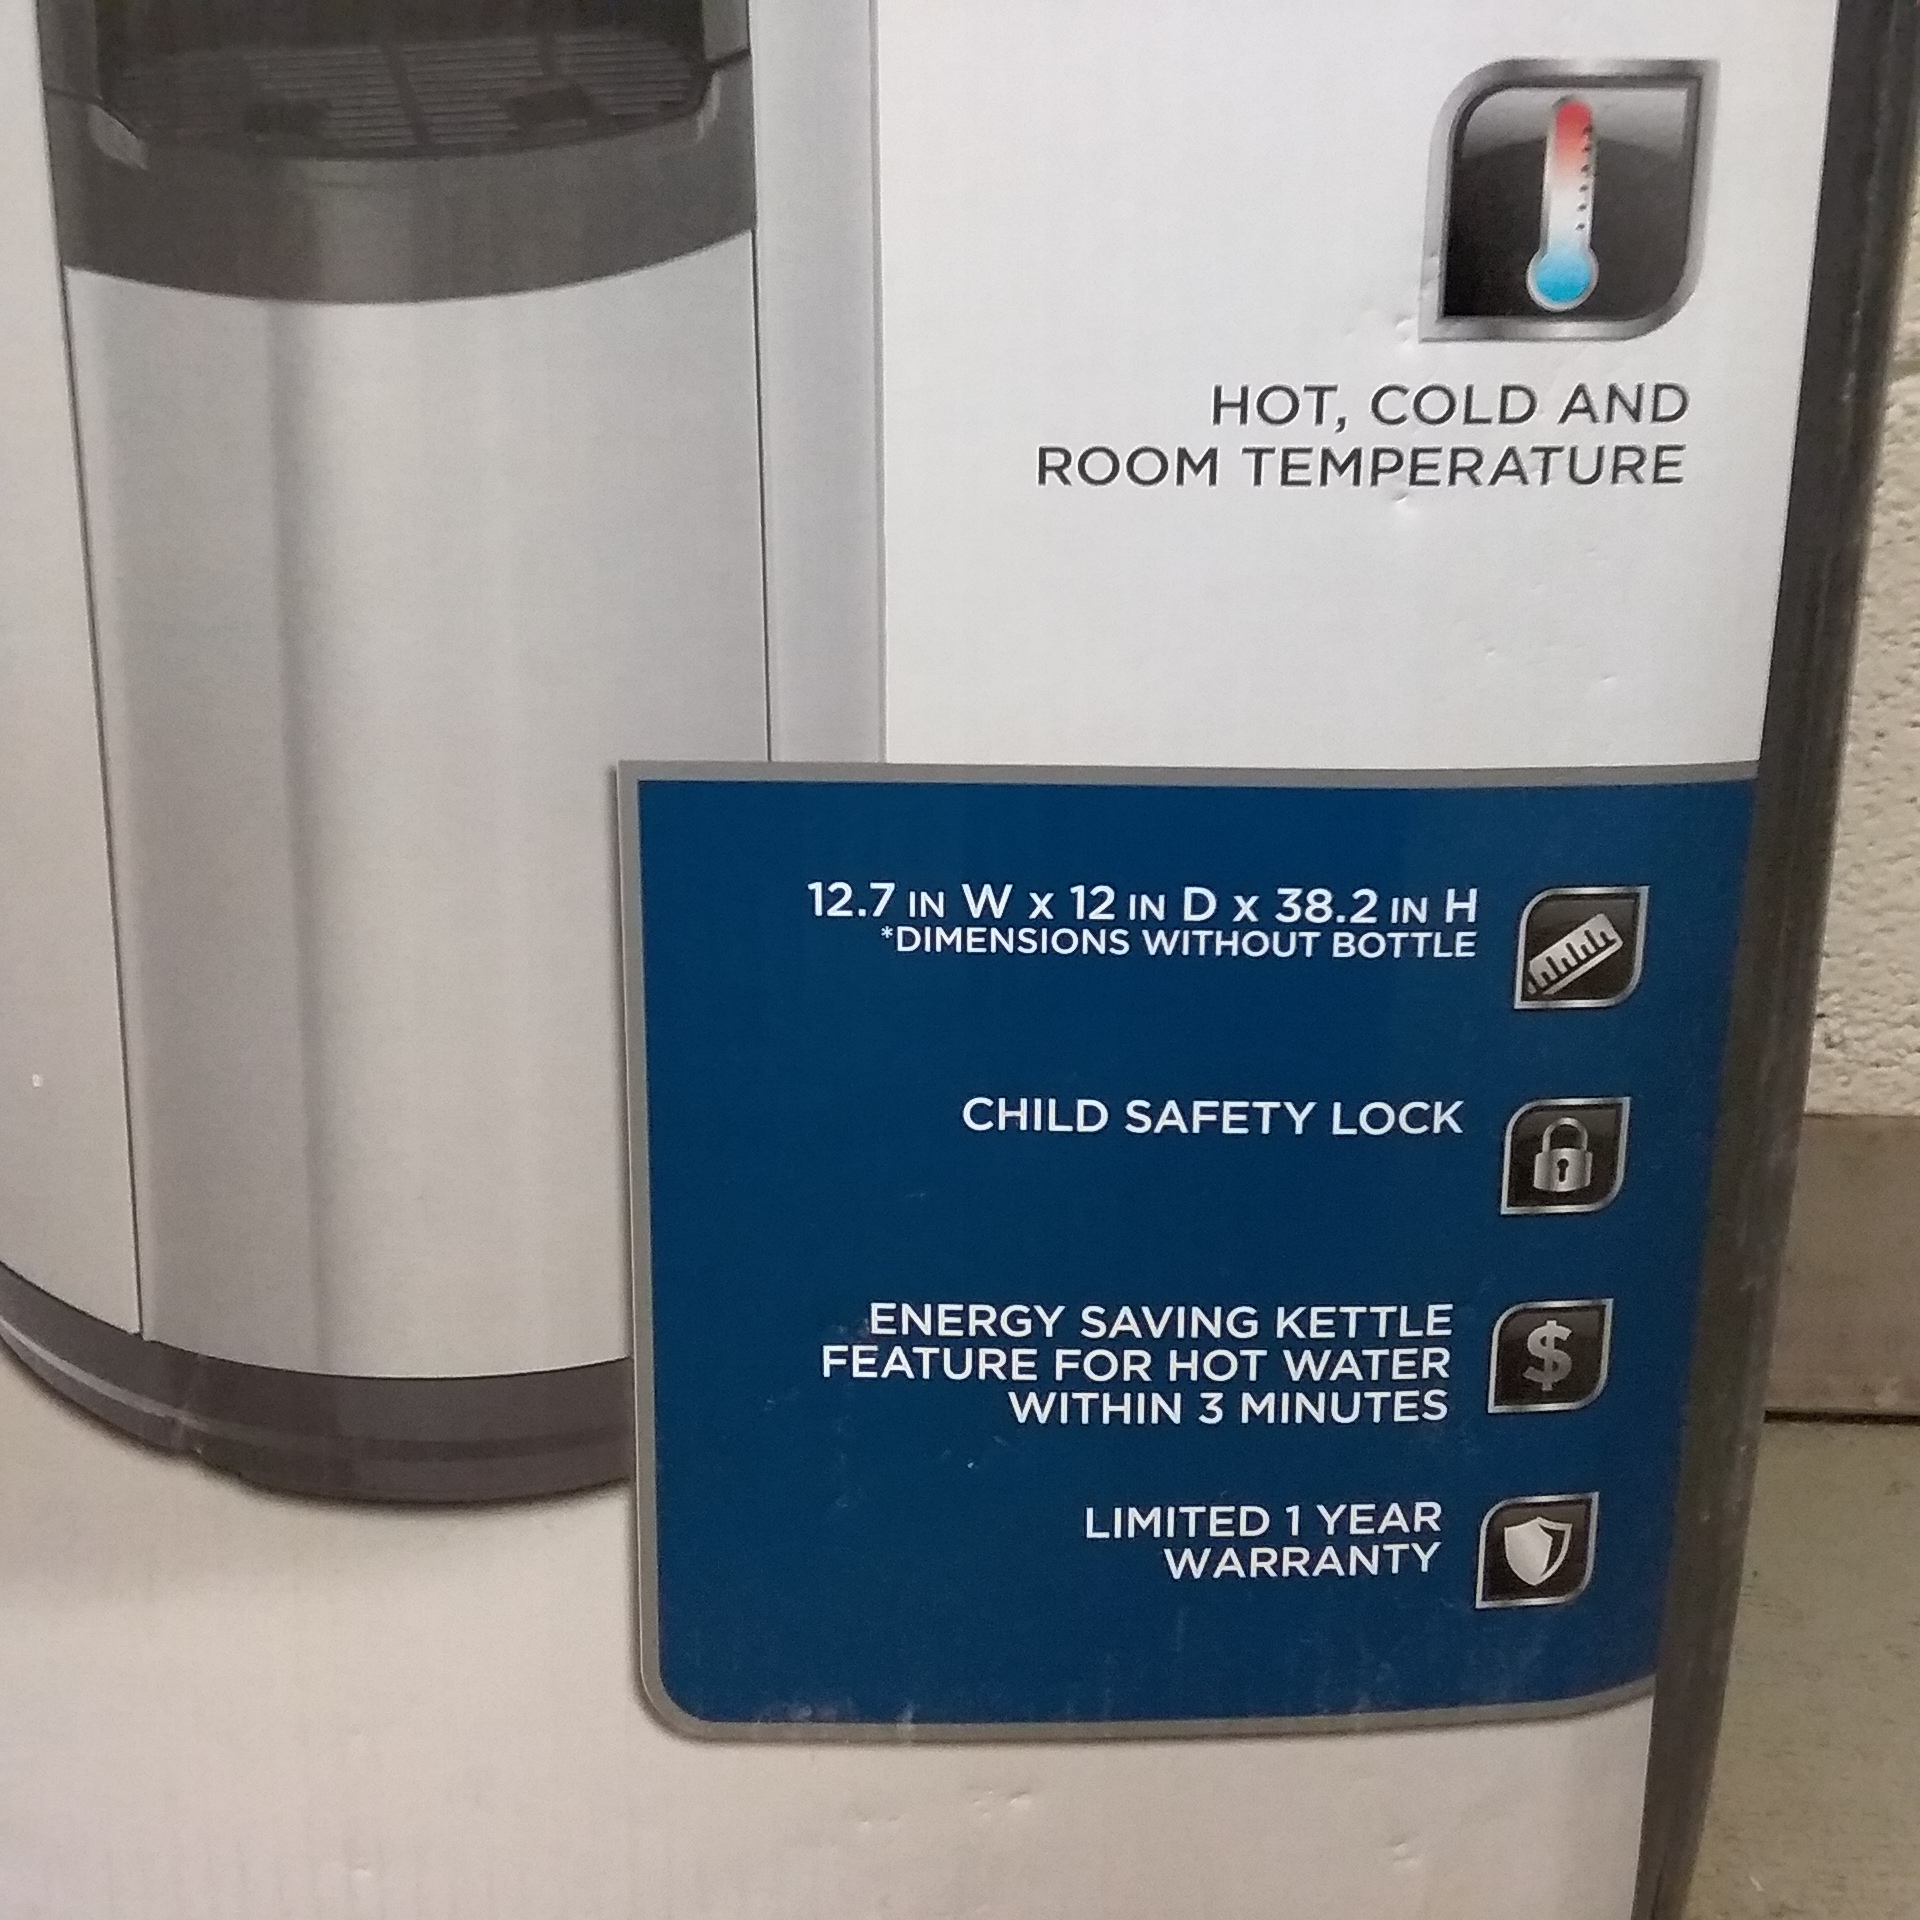 HOT, COLD AND
ROOM TEMPERATURE
12.7 IN W x 12 IN D x 38.2 IN H
*DIMENSIONS WITHOUT BOTTLE
CHILD SAFETY LOCK
ENERGY SAVING KETTLE
FEATURE FOR HOT WATER
WITHIN 3 MINUTES
$
LIMITED 1 YEAR
WARRANTY